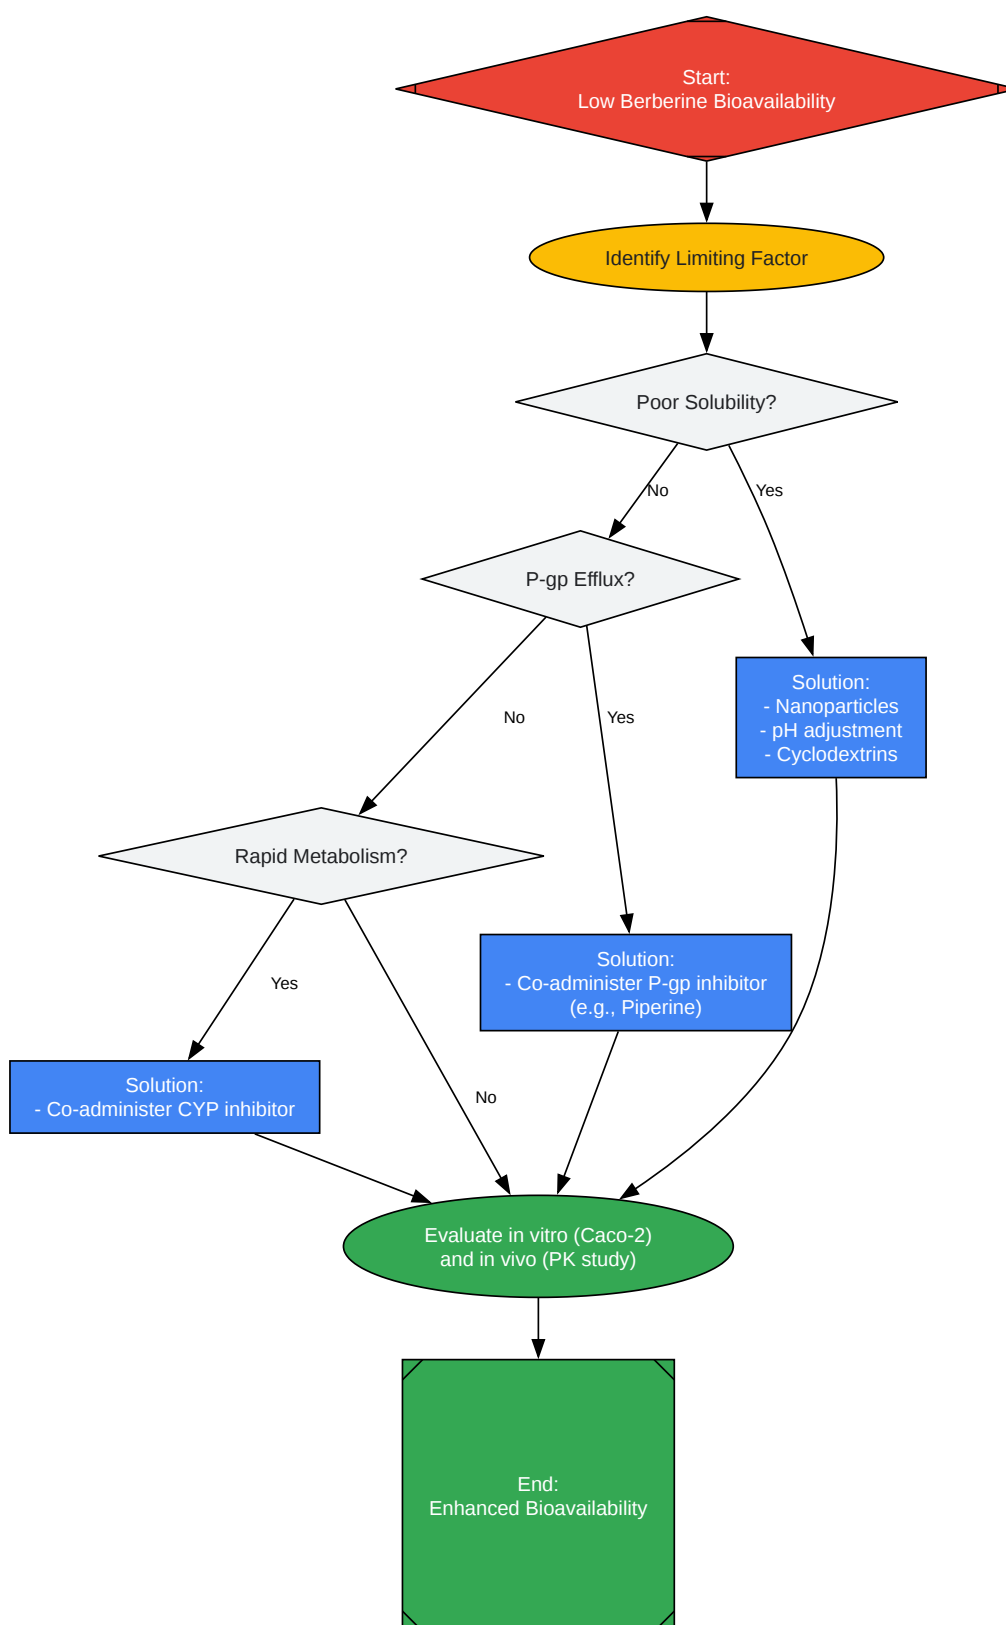 Start:
Low Berberine Bioavailability
Identify Limiting Factor
Poor Solubility?
No
Yes
P-gp Efflux?
No
Yes
Solution:
- Nanoparticles
- pH adjustment
- Cyclodextrins
Rapid Metabolism?
Yes
No
Solution:
- Co-administer P-gp inhibitor
(e.g., Piperine)
Solution:
- Co-administer CYP inhibitor
Evaluate in vitro (Caco-2)
and in vivo (PK study)
End:
Enhanced Bioavailability